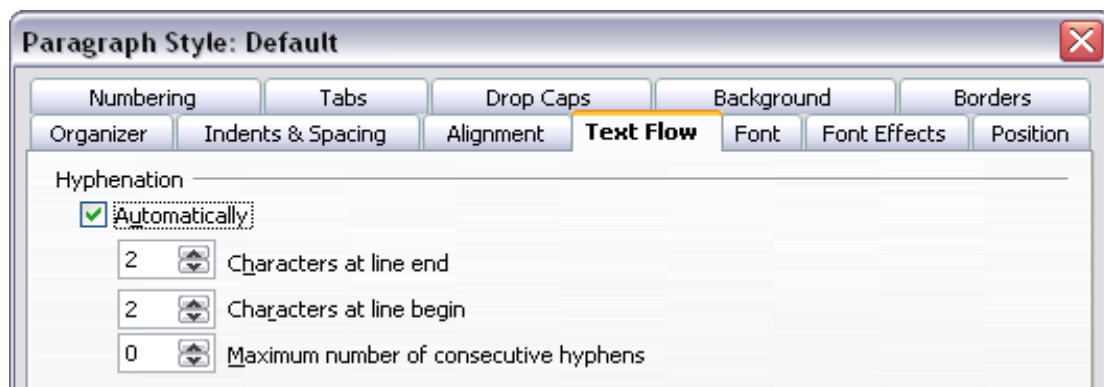 Paragraph Style: Default
Numbering Tabs Drop Caps Background Borders
Organizer Indents & Spacing Alignment Text Flow Font Font Effects Position
Hyphenation
Automatically
2 Characters at line end
2 Characters at line begin
0 Maximum number of consecutive hyphens